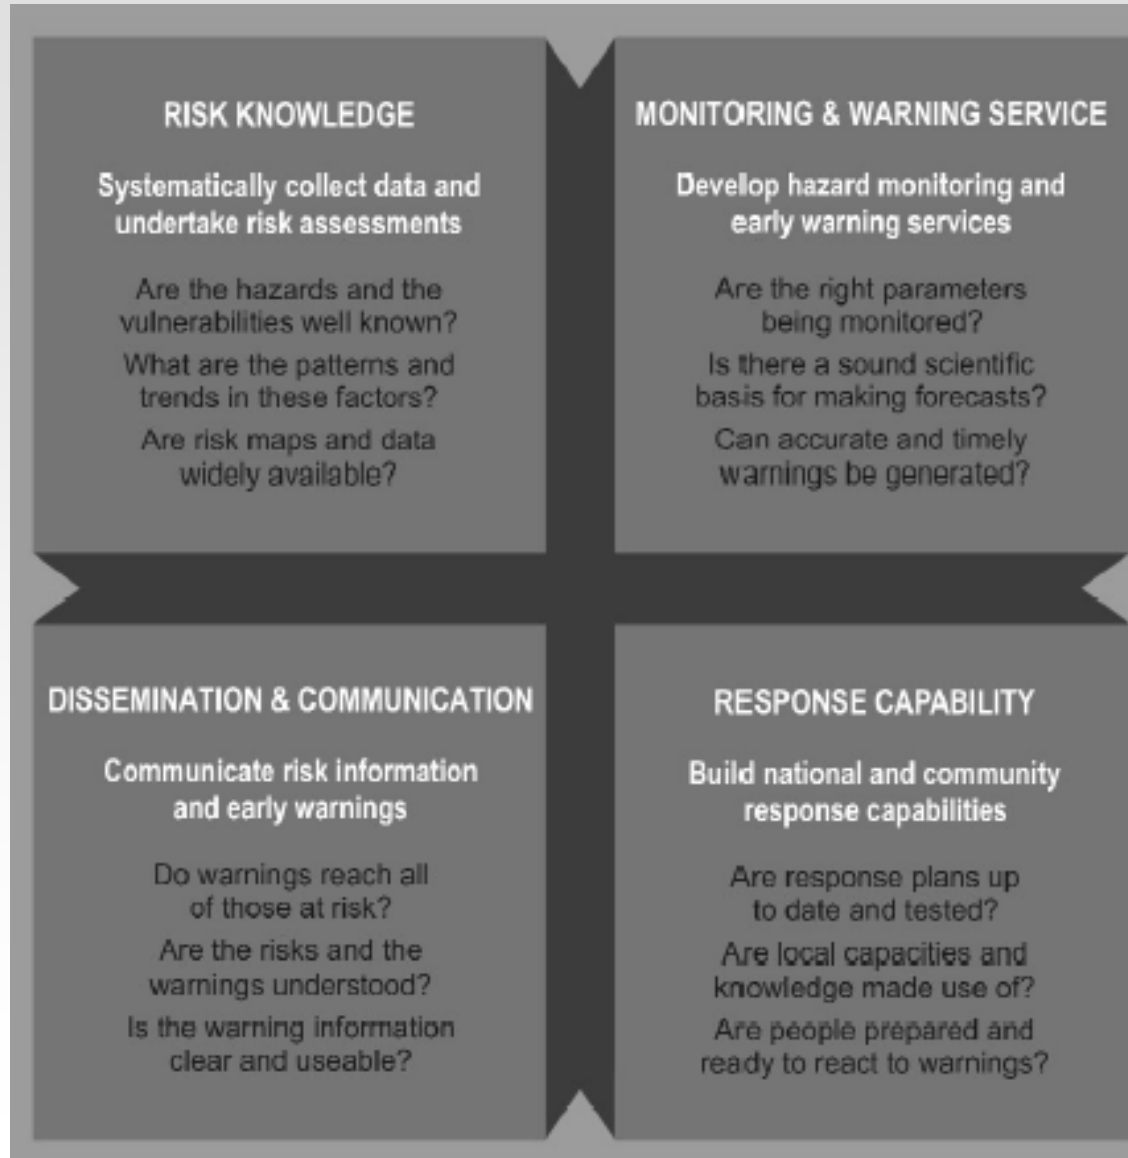 RISK KNOWLEDGE
Systematically collect data and
undertake risk assessments
Are the hazards and the
vulnerabilities well known?
What are the patterns and
trends in these factors?
Are risk maps and data
widely available?
MONITORING & WARNING SERVICE
Develop hazard monitoring and
early warning services
Are the right parameters
being monitored?
Is there a sound scientific
basis for making forecasts?
Can accurate and timely
warnings be generated?
DISSEMINATION & COMMUNICATION
Communicate risk information
and early warnings
Do warnings reach all
of those at risk?
Are the risks and the
warnings understood?
Is the warning information
clear and useable?
RESPONSE CAPABILITY
Build national and community
response capabilities
Are response plans up
to date and tested?
Are local capacities and
knowledge made use of?
Are people prepared and
ready to react to warnings?